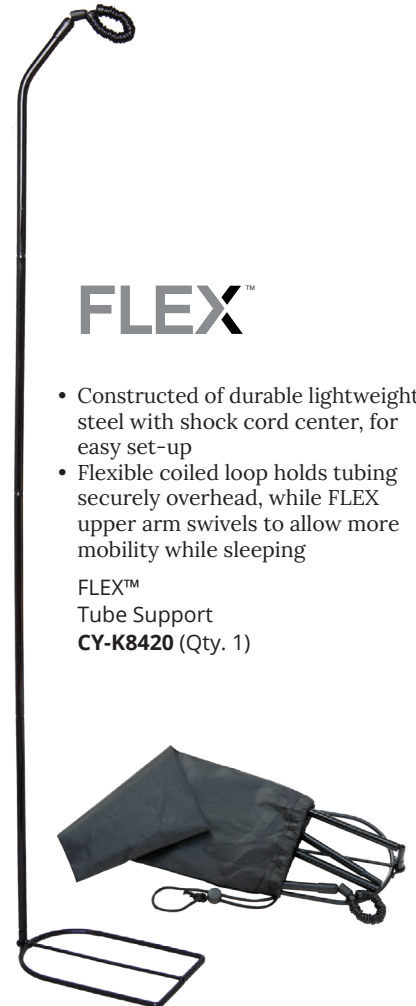 FLEX™
• Constructed of durable lightweight
steel with shock cord center, for
easy set-up
• Flexible coiled loop holds tubing
securely overhead, while FLEX
upper arm swivels to allow more
mobility while sleeping
FLEX™
Tube Support
CY-K8420 (Qty. 1)